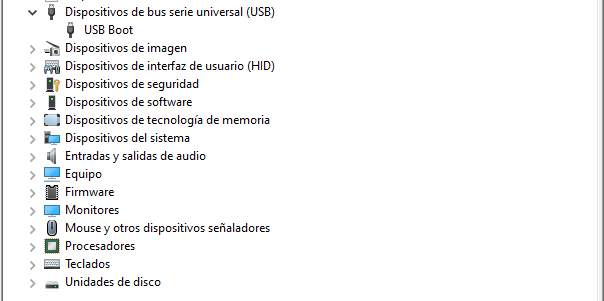 Dispositivos de bus serie universal (USB)
USB Boot
Dispositivos de imagen
Dispositivos de interfaz de usuario (HID)
Dispositivos de seguridad
Dispositivos de software
Dispositivos de tecnología de memoria
Dispositivos del sistema
Entradas y salidas de audio
Equipo
Firmware
Monitores
Mouse y otros dispositivos señaladores
Procesadores
Teclados
Unidades de disco